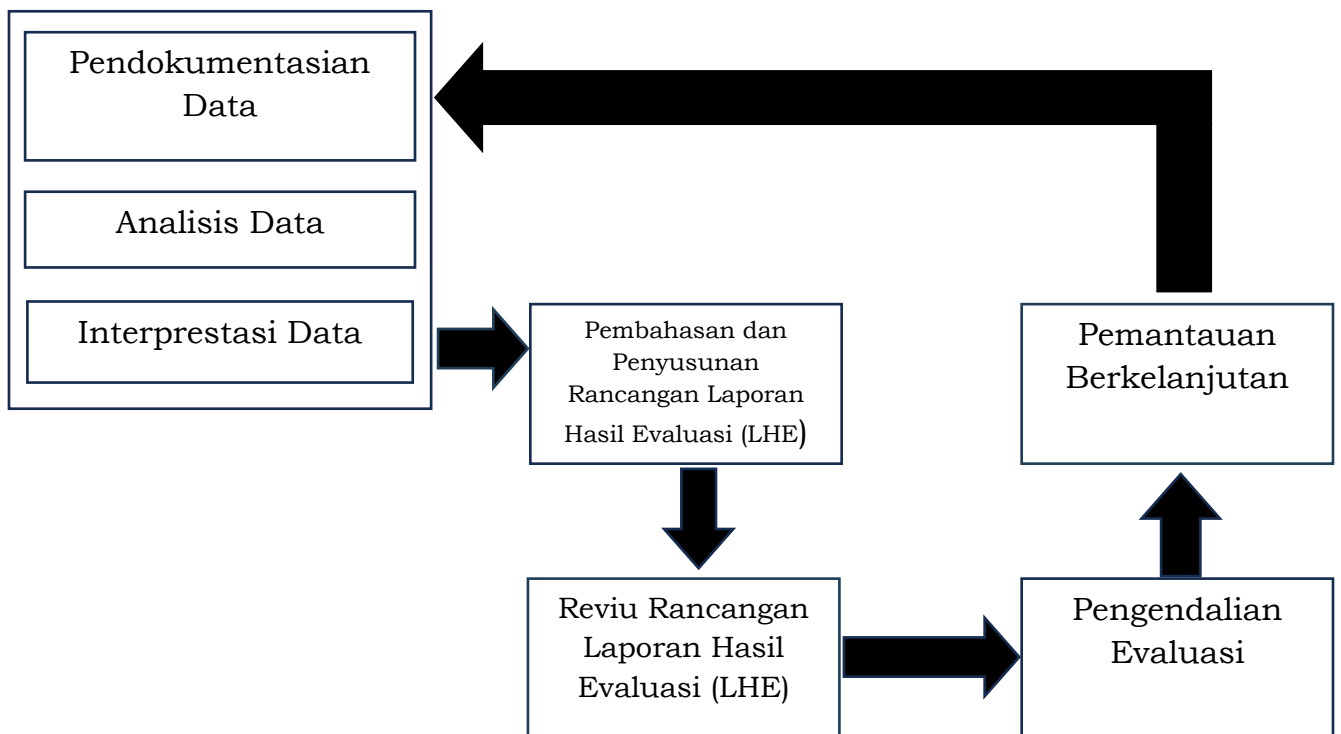 Pendokumentasian
Data
Analisis Data
Interprestasi Data
Pembahasan dan
Penyusunan
Rancangan Laporan
Hasil Evaluasi (LHE)
Reviu Rancangan
Laporan Hasil
Evaluasi (LHE)
Pengendalian
Evaluasi
Pemantauan
Berkelanjutan